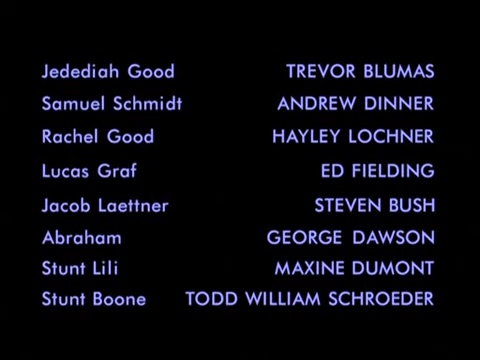 Jedediah Good TREVOR BLUMAS
Samuel Schmidt ANDREW DINNER
Rachel Good HAYLEY LOCHNER
Lucas Graf ED FIELDING
Jacob Laettner STEVEN BUSH
Abraham GEORGE DAWSON
Stunt Lili MAXINE DUMONT
Stunt Boone TODD WILLIAM SCHROEDER